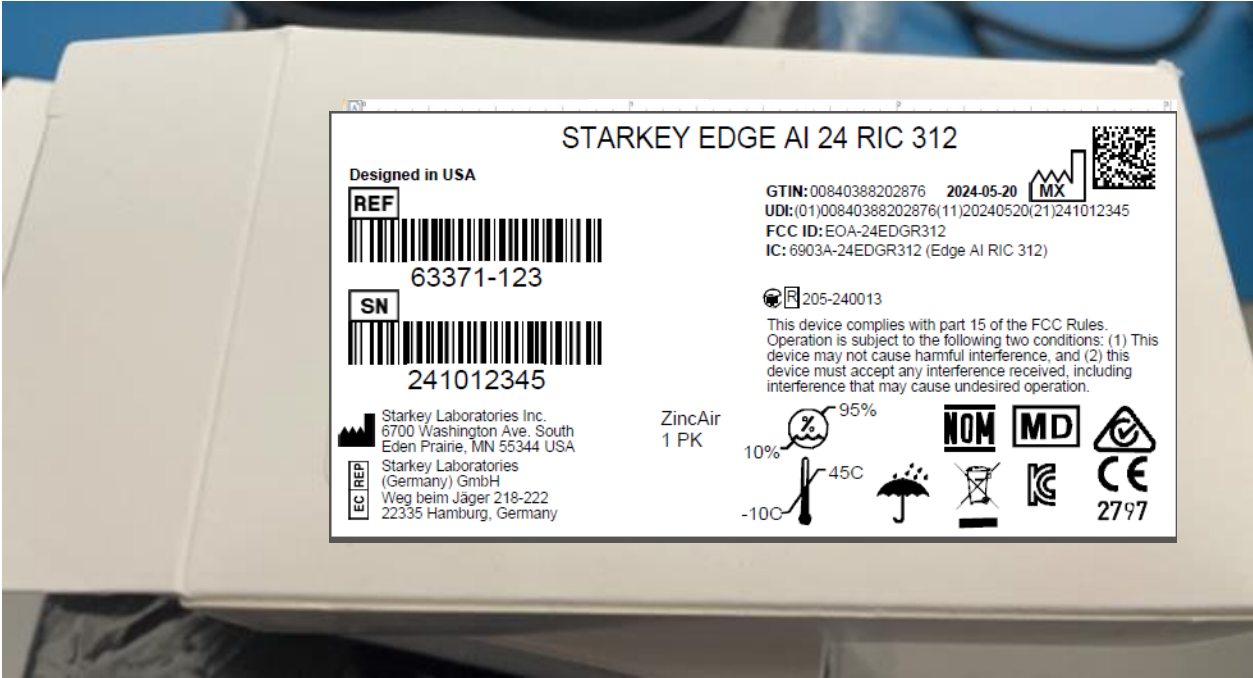 STARKEY EDGE AI 24 RIC 312
Designed in USA
REF
63371-123
SN
241012345
GTIN: 00840388202876 2024-05-20 MX
UDI:(01)00840388202876(11)20240520(21)241012345
FCC ID: EOA-24EDGR312
IC: 6903A-24EDGR312 (Edge AI RIC 312)
R 205-240013
This device complies with part 15 of the FCC Rules.
Operation is subject to the following two conditions: (1) This
device may not cause harmful interference, and (2) this
device must accept any interference received, including
interference that may cause undesired operation.
Starkey Laboratories Inc.
6700 Washington Ave. South
Eden Prairie, MN 55344 USA
EC REP
Starkey Laboratories
(Germany) GmbH
Weg beim Jäger 218-222
22335 Hamburg, Germany
ZincAir
1 PK
95%
%
10%
45C
-10C
NOM
MD
CE
2797